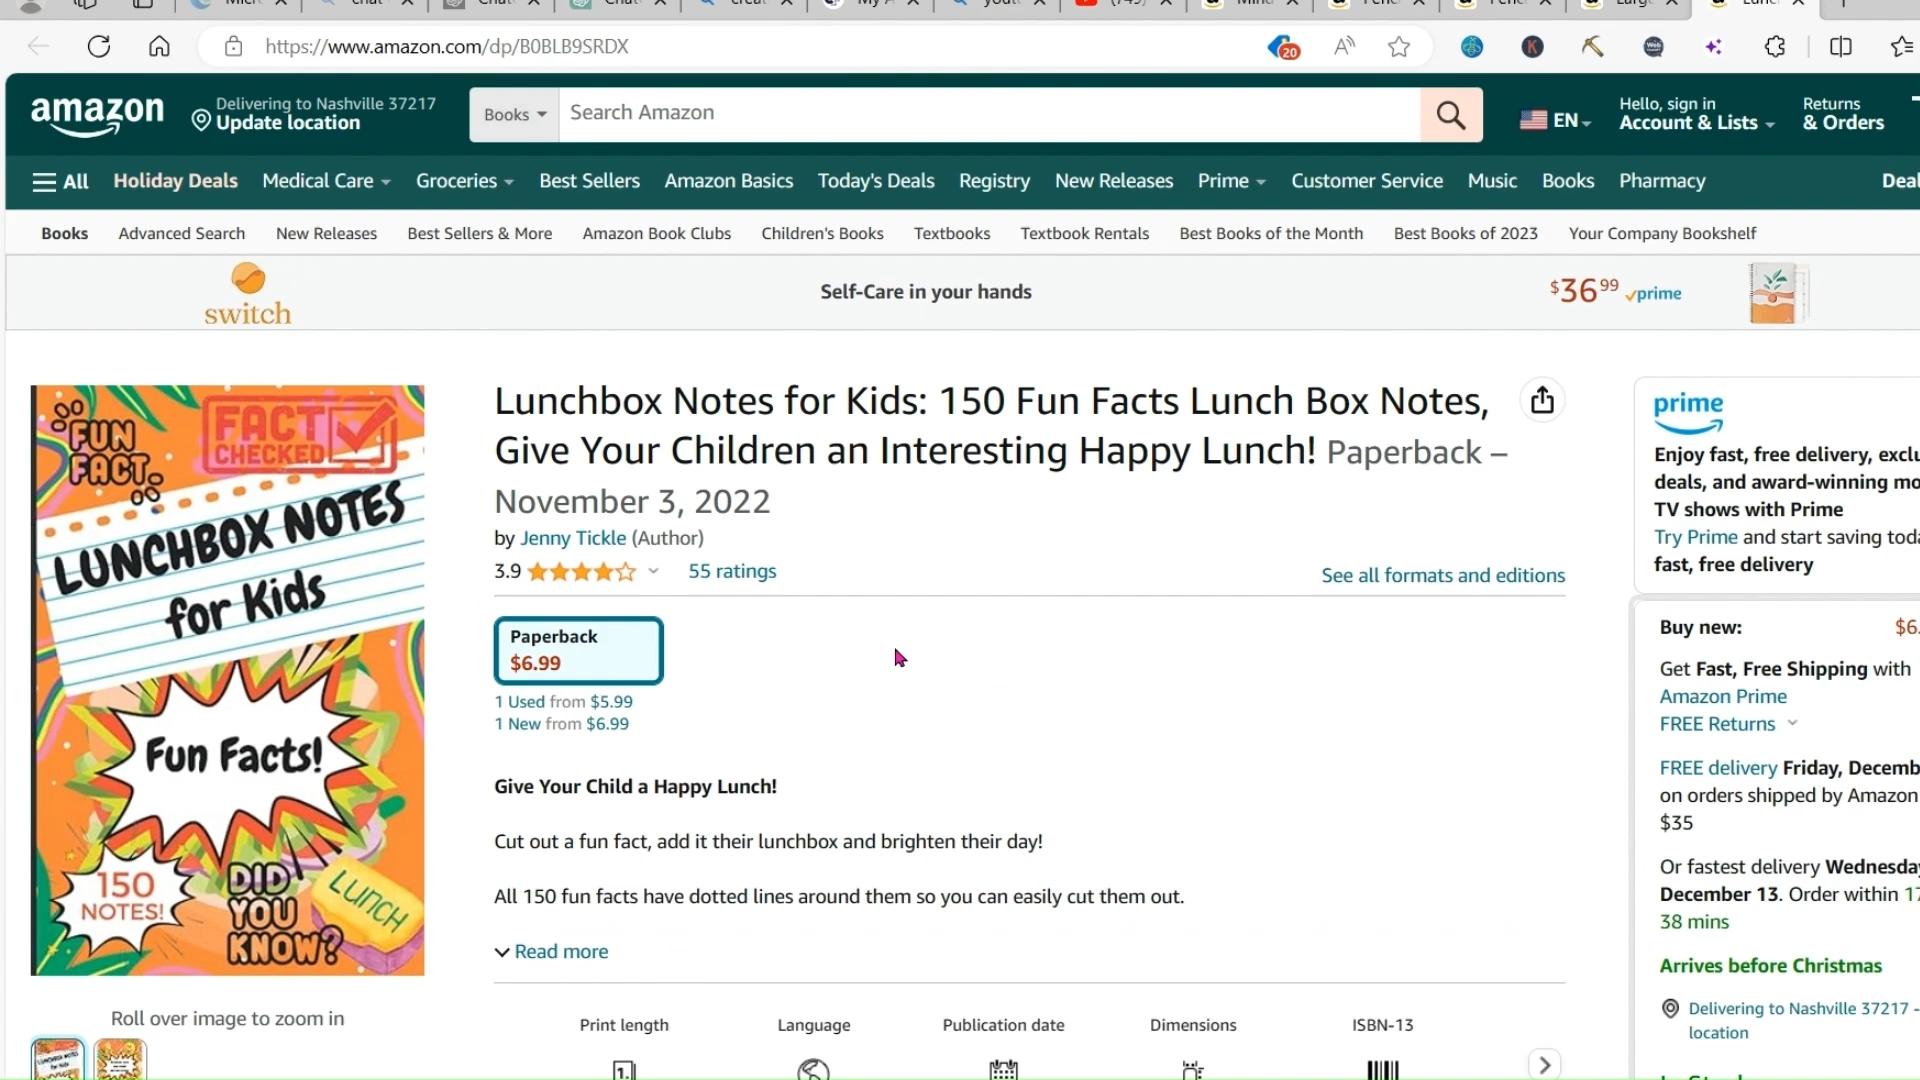 https://www.amazon.com/dp/B0BLB9SRDX
20
amazon
Delivering to Nashville 37217
Update location
Books
Search Amazon
EN
Hello, sign in
Account & Lists
Returns
& Orders
All
Holiday Deals
Medical Care
Groceries
Best Sellers
Amazon Basics
Today's Deals
Registry
New Releases
Prime
Customer Service
Music
Books
Pharmacy
Books
Advanced Search
New Releases
Best Sellers & More
Amazon Book Clubs
Children's Books
Textbooks
Textbook Rentals
Best Books of the Month
Best Books of 2023
Your Company Bookshelf
switch
Self-Care in your hands
$36 99 prime
FUN
FACT.
FACT
CHECKED
LUNCHBOX NOTES
for Kids
Fun Facts!
150
NOTES!
DID
YOU
KNOW?
LUNCH
Roll over image to zoom in
Lunchbox Notes for Kids: 150 Fun Facts Lunch Box Notes,
Give Your Children an Interesting Happy Lunch! Paperback –
November 3, 2022
by Jenny Tickle (Author)
3.9
55 ratings
See all formats and editions
Paperback
$6.99
1 Used from $5.99
1 New from $6.99
Give Your Child a Happy Lunch!
Cut out a fun fact, add it their lunchbox and brighten their day!
All 150 fun facts have dotted lines around them so you can easily cut them out.
Read more
Print length
Language
Publication date
Dimensions
ISBN-13
prime
Enjoy fast, free delivery,
deals, and award-winning
TV shows with Prime
Try Prime and start saving
fast, free delivery
Buy new:
$6.
Get Fast, Free Shipping with
Amazon Prime
FREE Returns
FREE delivery Friday,
on orders shipped by Amazon
$35
Or fastest delivery Wednesday
December 13. Order within
38 mins
Arrives before Christmas
Delivering to Nashville 37217 -
location